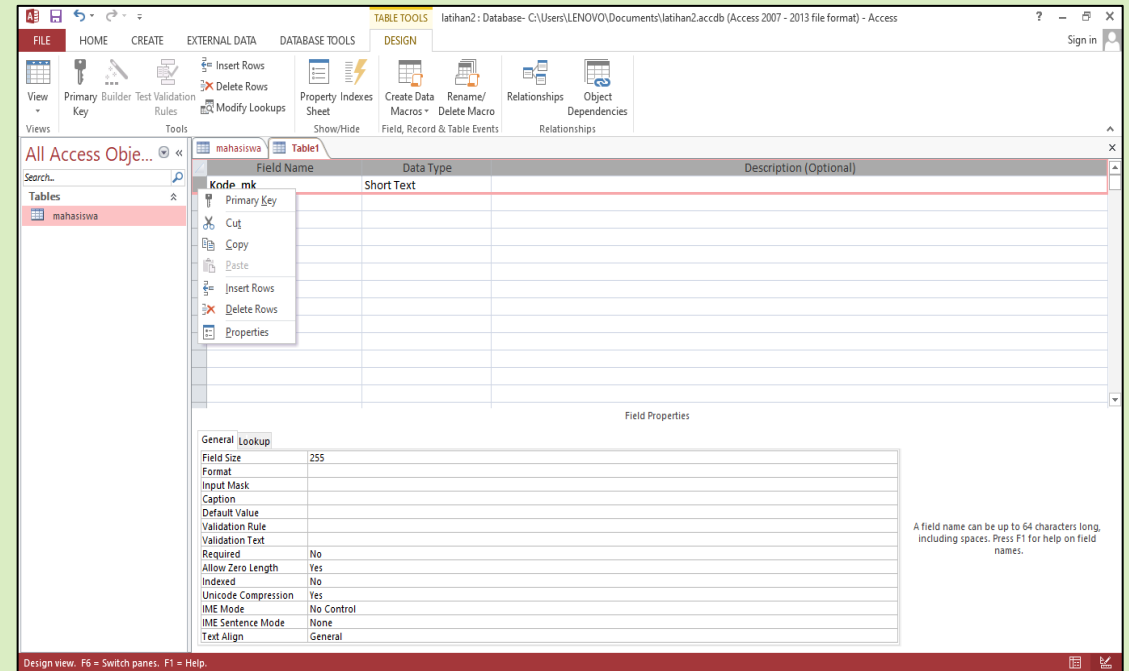 TABLE TOOLS latihan2 : Database- C:\Users\LENOVO\Documents\latihan2.accdb (Access 2007 - 2013 file format) - Access ?
FILE HOME CREATE EXTERNAL DATA DATABASE TOOLS DESIGN Sign in
View
Primary Key
Builder
Test Validation Rules
Insert Rows
Delete Rows
Modify Lookups
Property Sheet
Indexes
Create Data Macros
Rename/ Delete Macro
Relationships
Object Dependencies
Views Tools Show/Hide Field, Record & Table Events Relationships
All Access Obje...
Search...
Tables
mahasiswa
mahasiswa Table1
Field Name Data Type Description (Optional)
Kode_mk Short Text
Primary Key
Cut
Copy
Paste
Insert Rows
Delete Rows
Properties
Field Properties
General Lookup
Field Size 255
Format
Input Mask
Caption
Default Value
Validation Rule
Validation Text
Required No
Allow Zero Length Yes
Indexed No
Unicode Compression Yes
IME Mode No Control
IME Sentence Mode None
Text Align General
A field name can be up to 64 characters long,
including spaces. Press F1 for help on field
names.
Design view. F6 = Switch panes. F1 = Help.